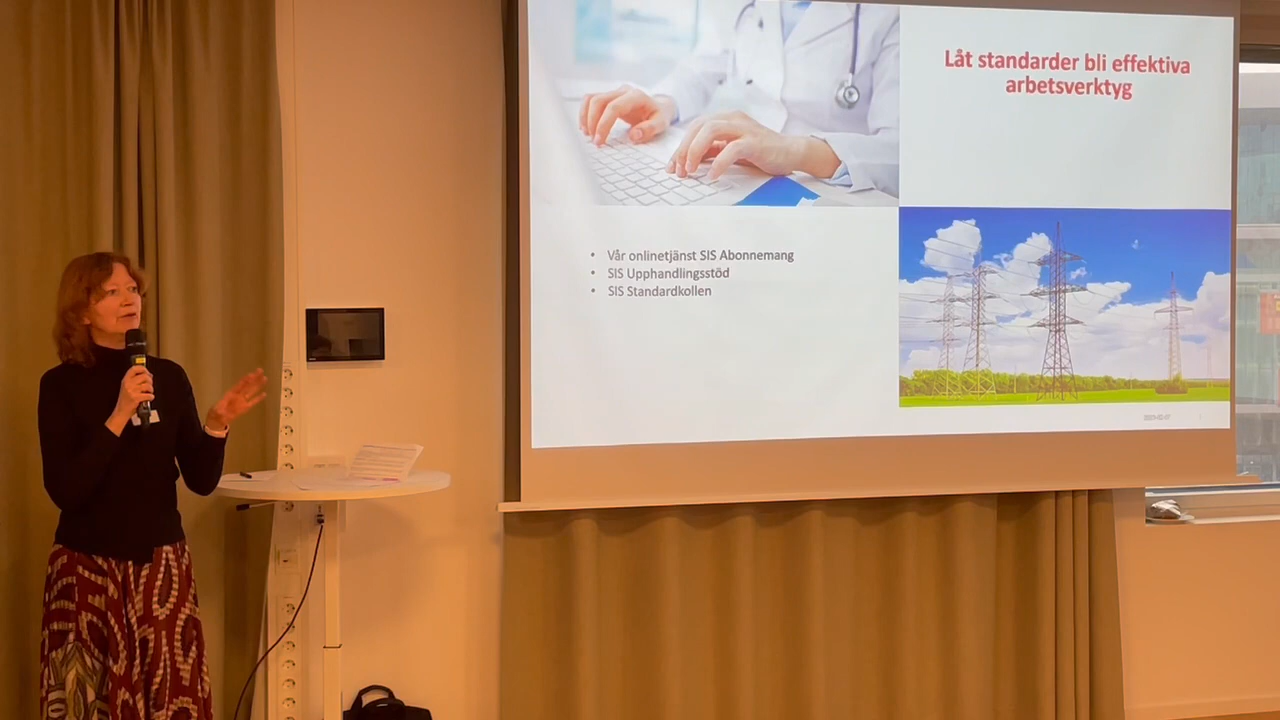 Låt standarder bli effektiva
arbetsverktyg
• Vår onlinetjänst SIS Abonnemang
• SIS Upphandlingsstöd
• SIS Standardkollen